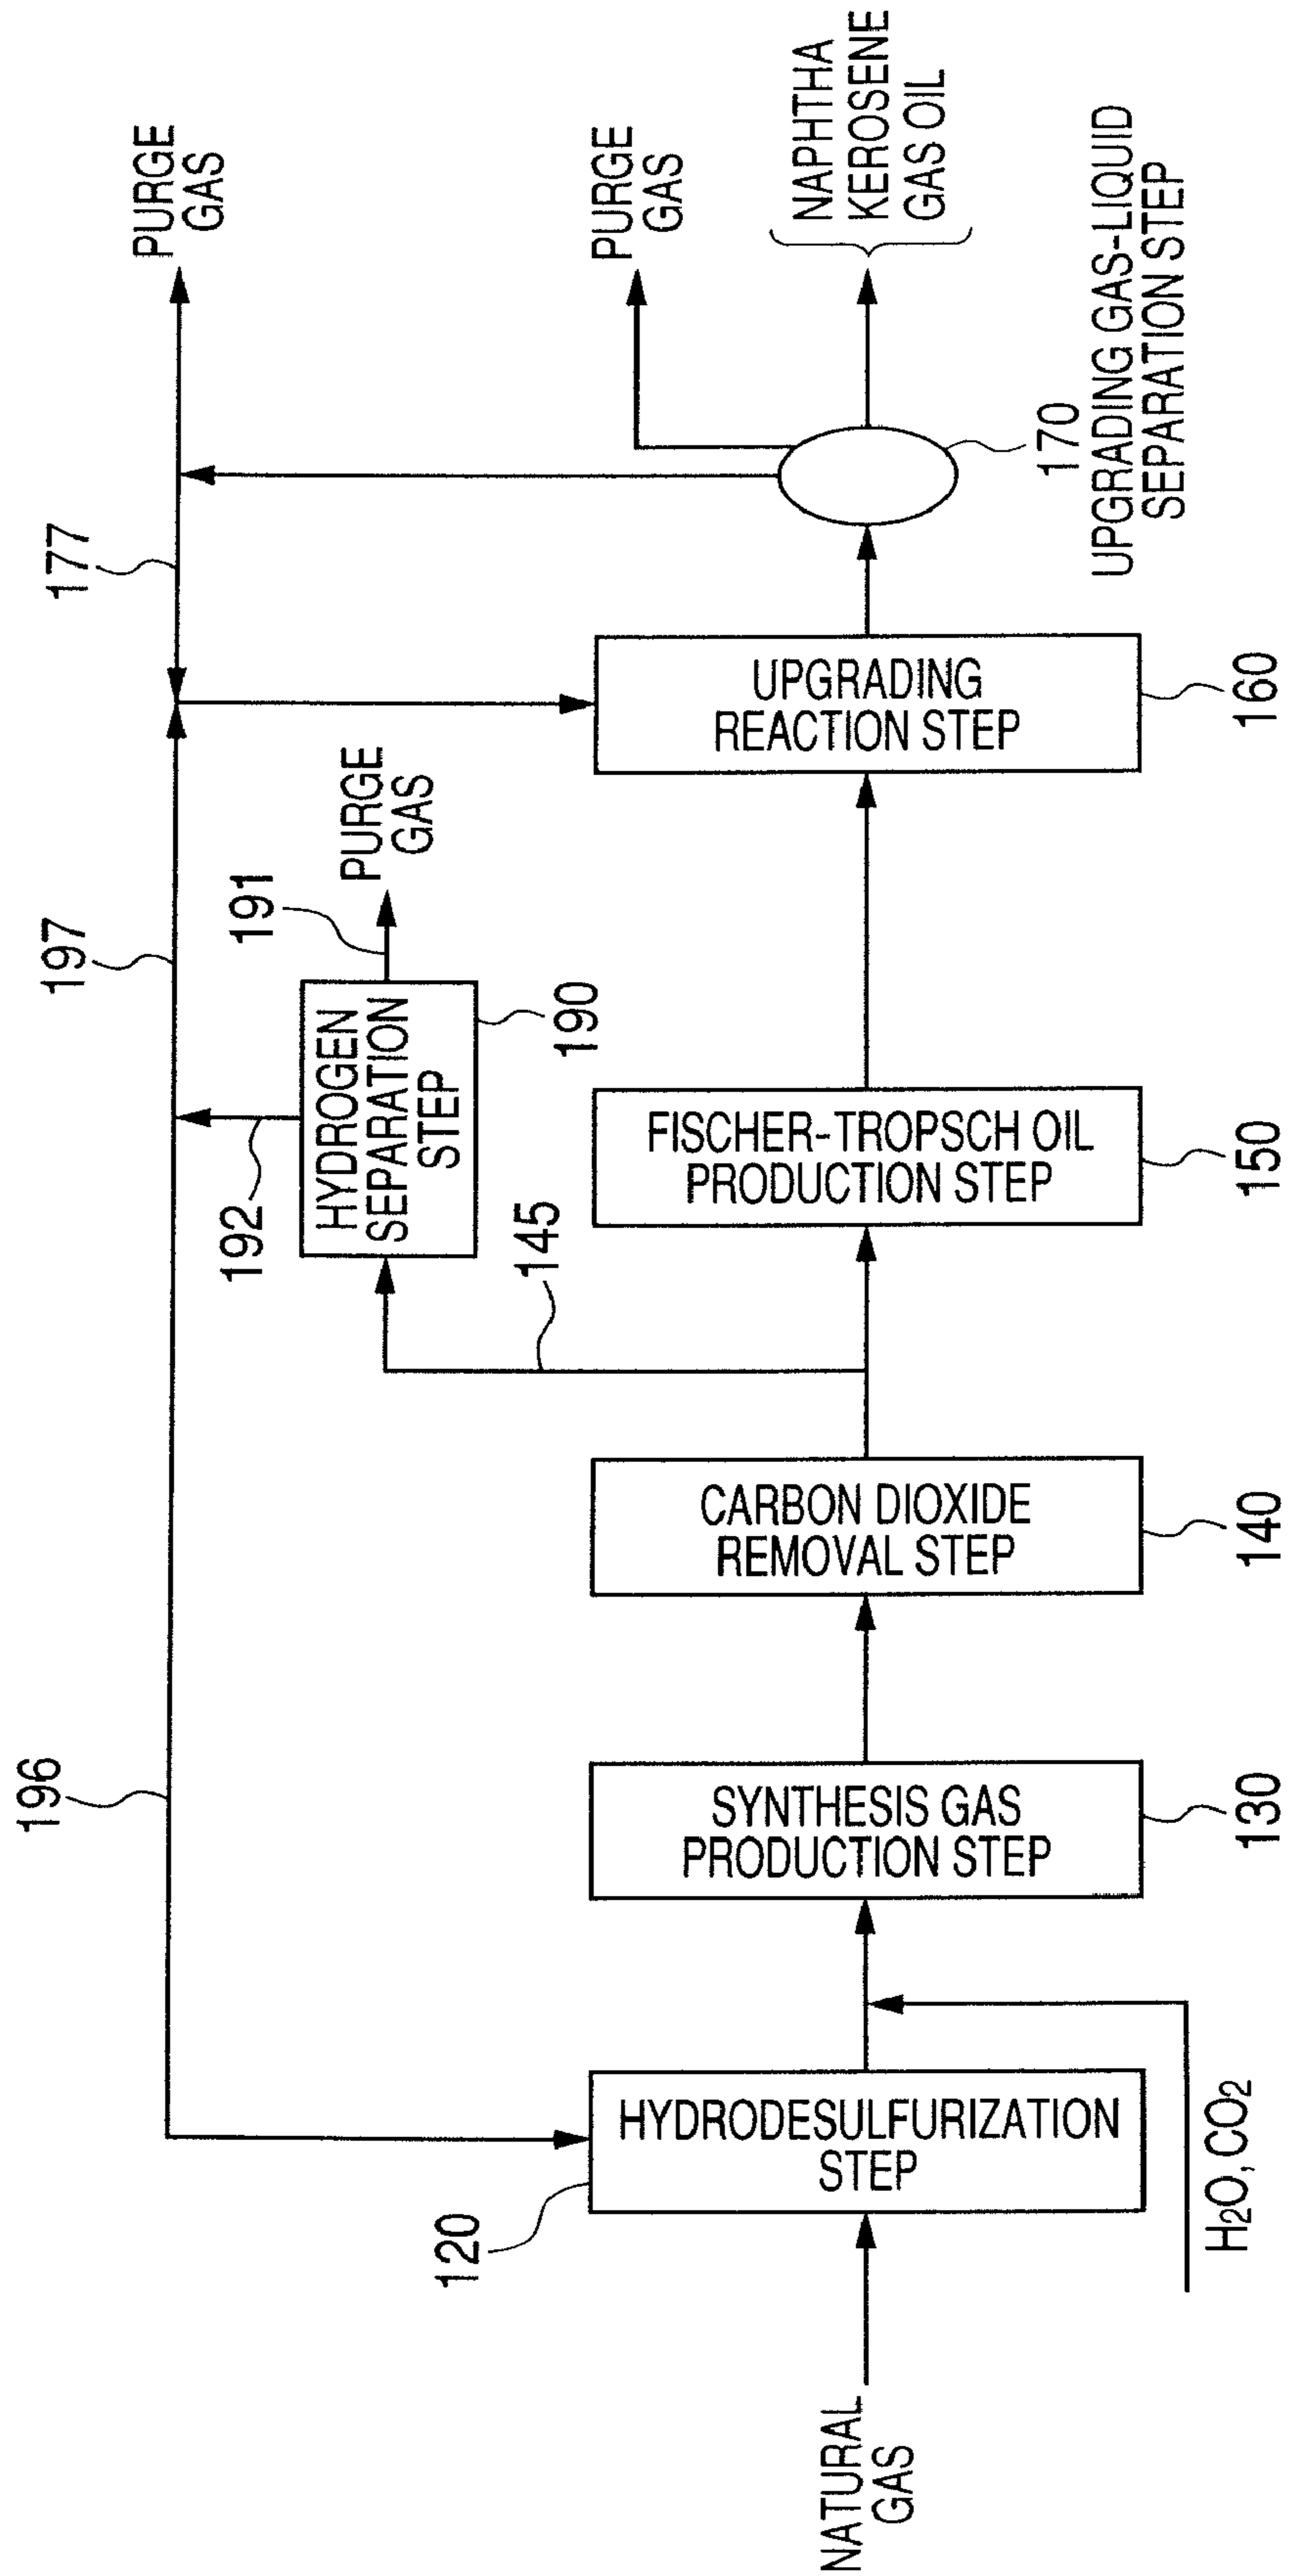 PURGE
GAS
177
197
196
PURGE
GAS
191
192
HYDROGEN
SEPARATION
STEP
190
145
PURGE
GAS
NAPHTHA
KEROSENE
GAS OIL
170
UPGRADING GAS-LIQUID
SEPARATION STEP
NATURAL
GAS
120
HYDRODESULFURIZATION
STEP
H₂O, CO₂
SYNTHESIS GAS
PRODUCTION STEP
130
CARBON DIOXIDE
REMOVAL STEP
140
FISCHER-TROPSCH OIL
PRODUCTION STEP
150
UPGRADING
REACTION STEP
160